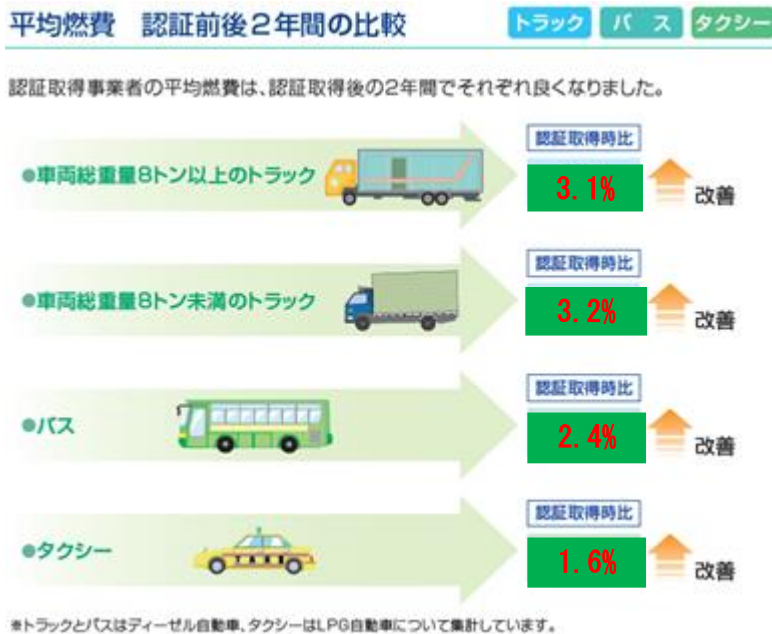 平均燃費　認証前後2年間の比較
トラック　バス　タクシー
認証取得事業者の平均燃費は、認証取得後の2年間でそれぞれ良くなりました。
認証取得時比
●車両総重量8トン以上のトラック
3.1%
改善
認証取得時比
●車両総重量8トン未満のトラック
3.2%
改善
認証取得時比
●バス
2.4%
改善
認証取得時比
●タクシー
TAXI
1.6%
改善
※トラックとバスはディーゼル自動車、タクシーはLPG自動車について集計しています。